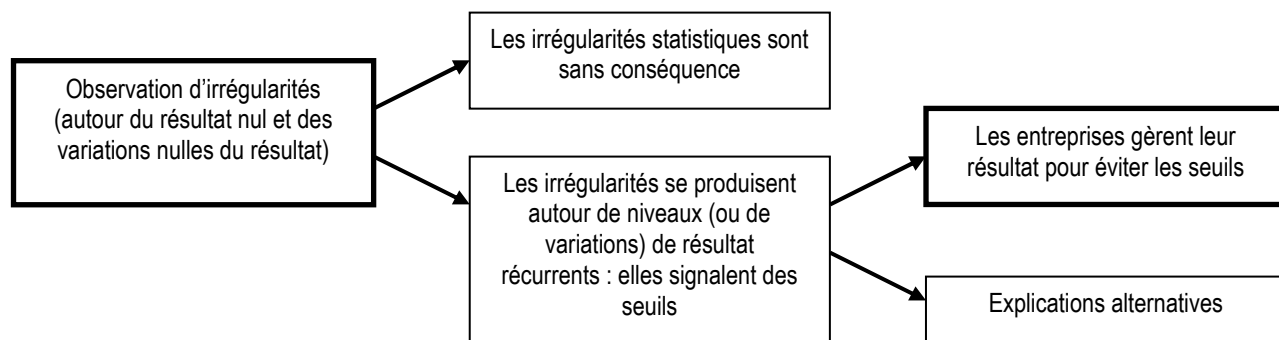 Observation d’irrégularités
(autour du résultat nul et des
variations nulles du résultat)
Les irrégularités statistiques sont
sans conséquence
Les irrégularités se produisent
autour de niveaux (ou de
variations) de résultat
récurrents : elles signalent des
seuils
Les entreprises gèrent leur
résultat pour éviter les seuils
Explications alternatives